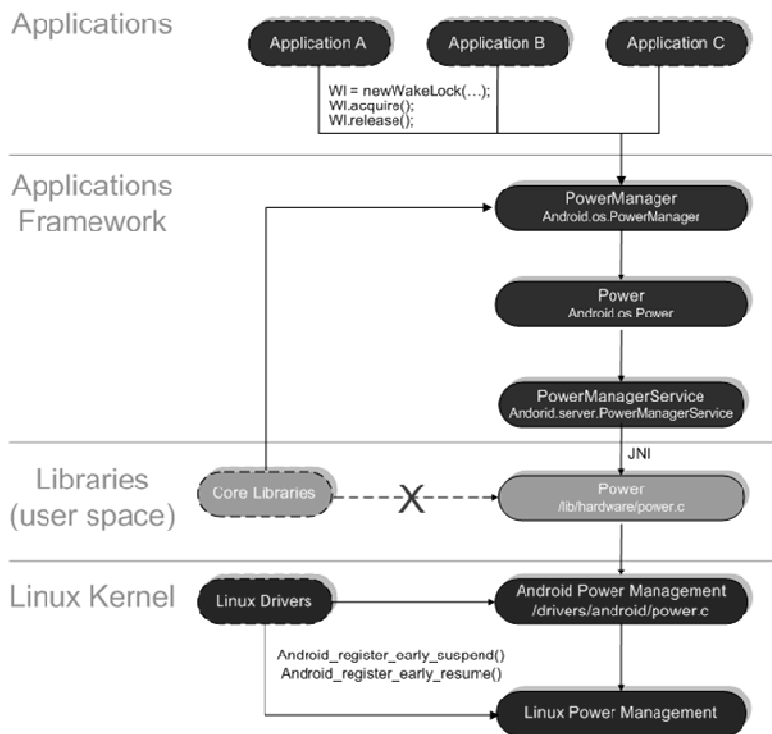 Applications
Application A
Application B
Application C
Wl = newWakeLock(...);
Wl.acquire();
Wl.release();
Applications
Framework
PowerManager
Android.os.PowerManager
Power
Android.os.Power
PowerManagerService
Andorid.server.PowerManagerService
JNI
Libraries
(user space)
Core Libraries
X
Power
/lib/hardware/power.c
Linux Kernel
Linux Drivers
Android Power Management
/drivers/android/power.c
Android_register_early_suspend()
Android_register_early_resume()
Linux Power Management